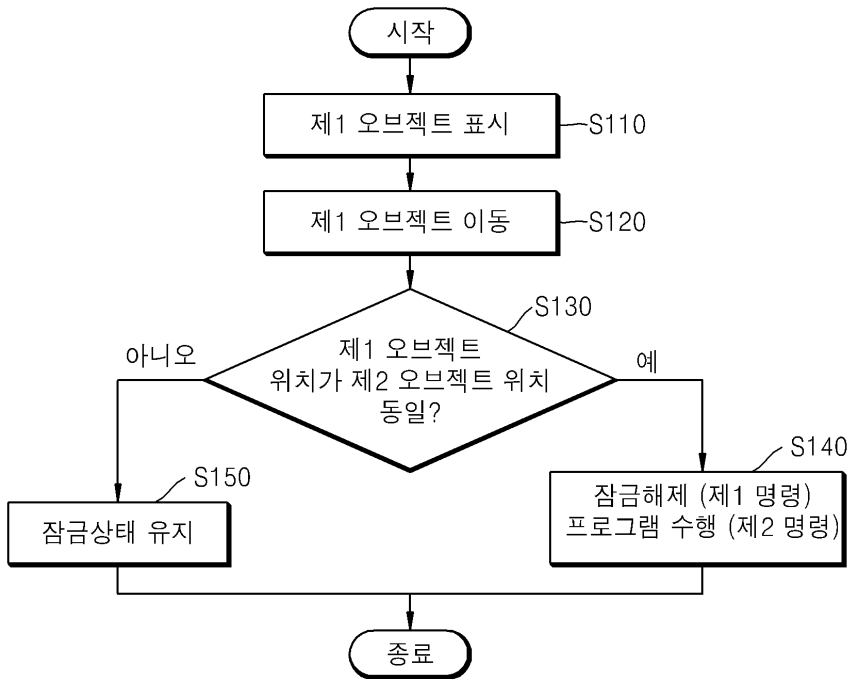 시작
제1 오브젝트 표시
S110
제1 오브젝트 이동
S120
S130
제1 오브젝트
위치가 제2 오브젝트 위치
동일?
아니오
예
S150
잠금상태 유지
S140
잠금해제 (제1 명령)
프로그램 수행 (제2 명령)
종료